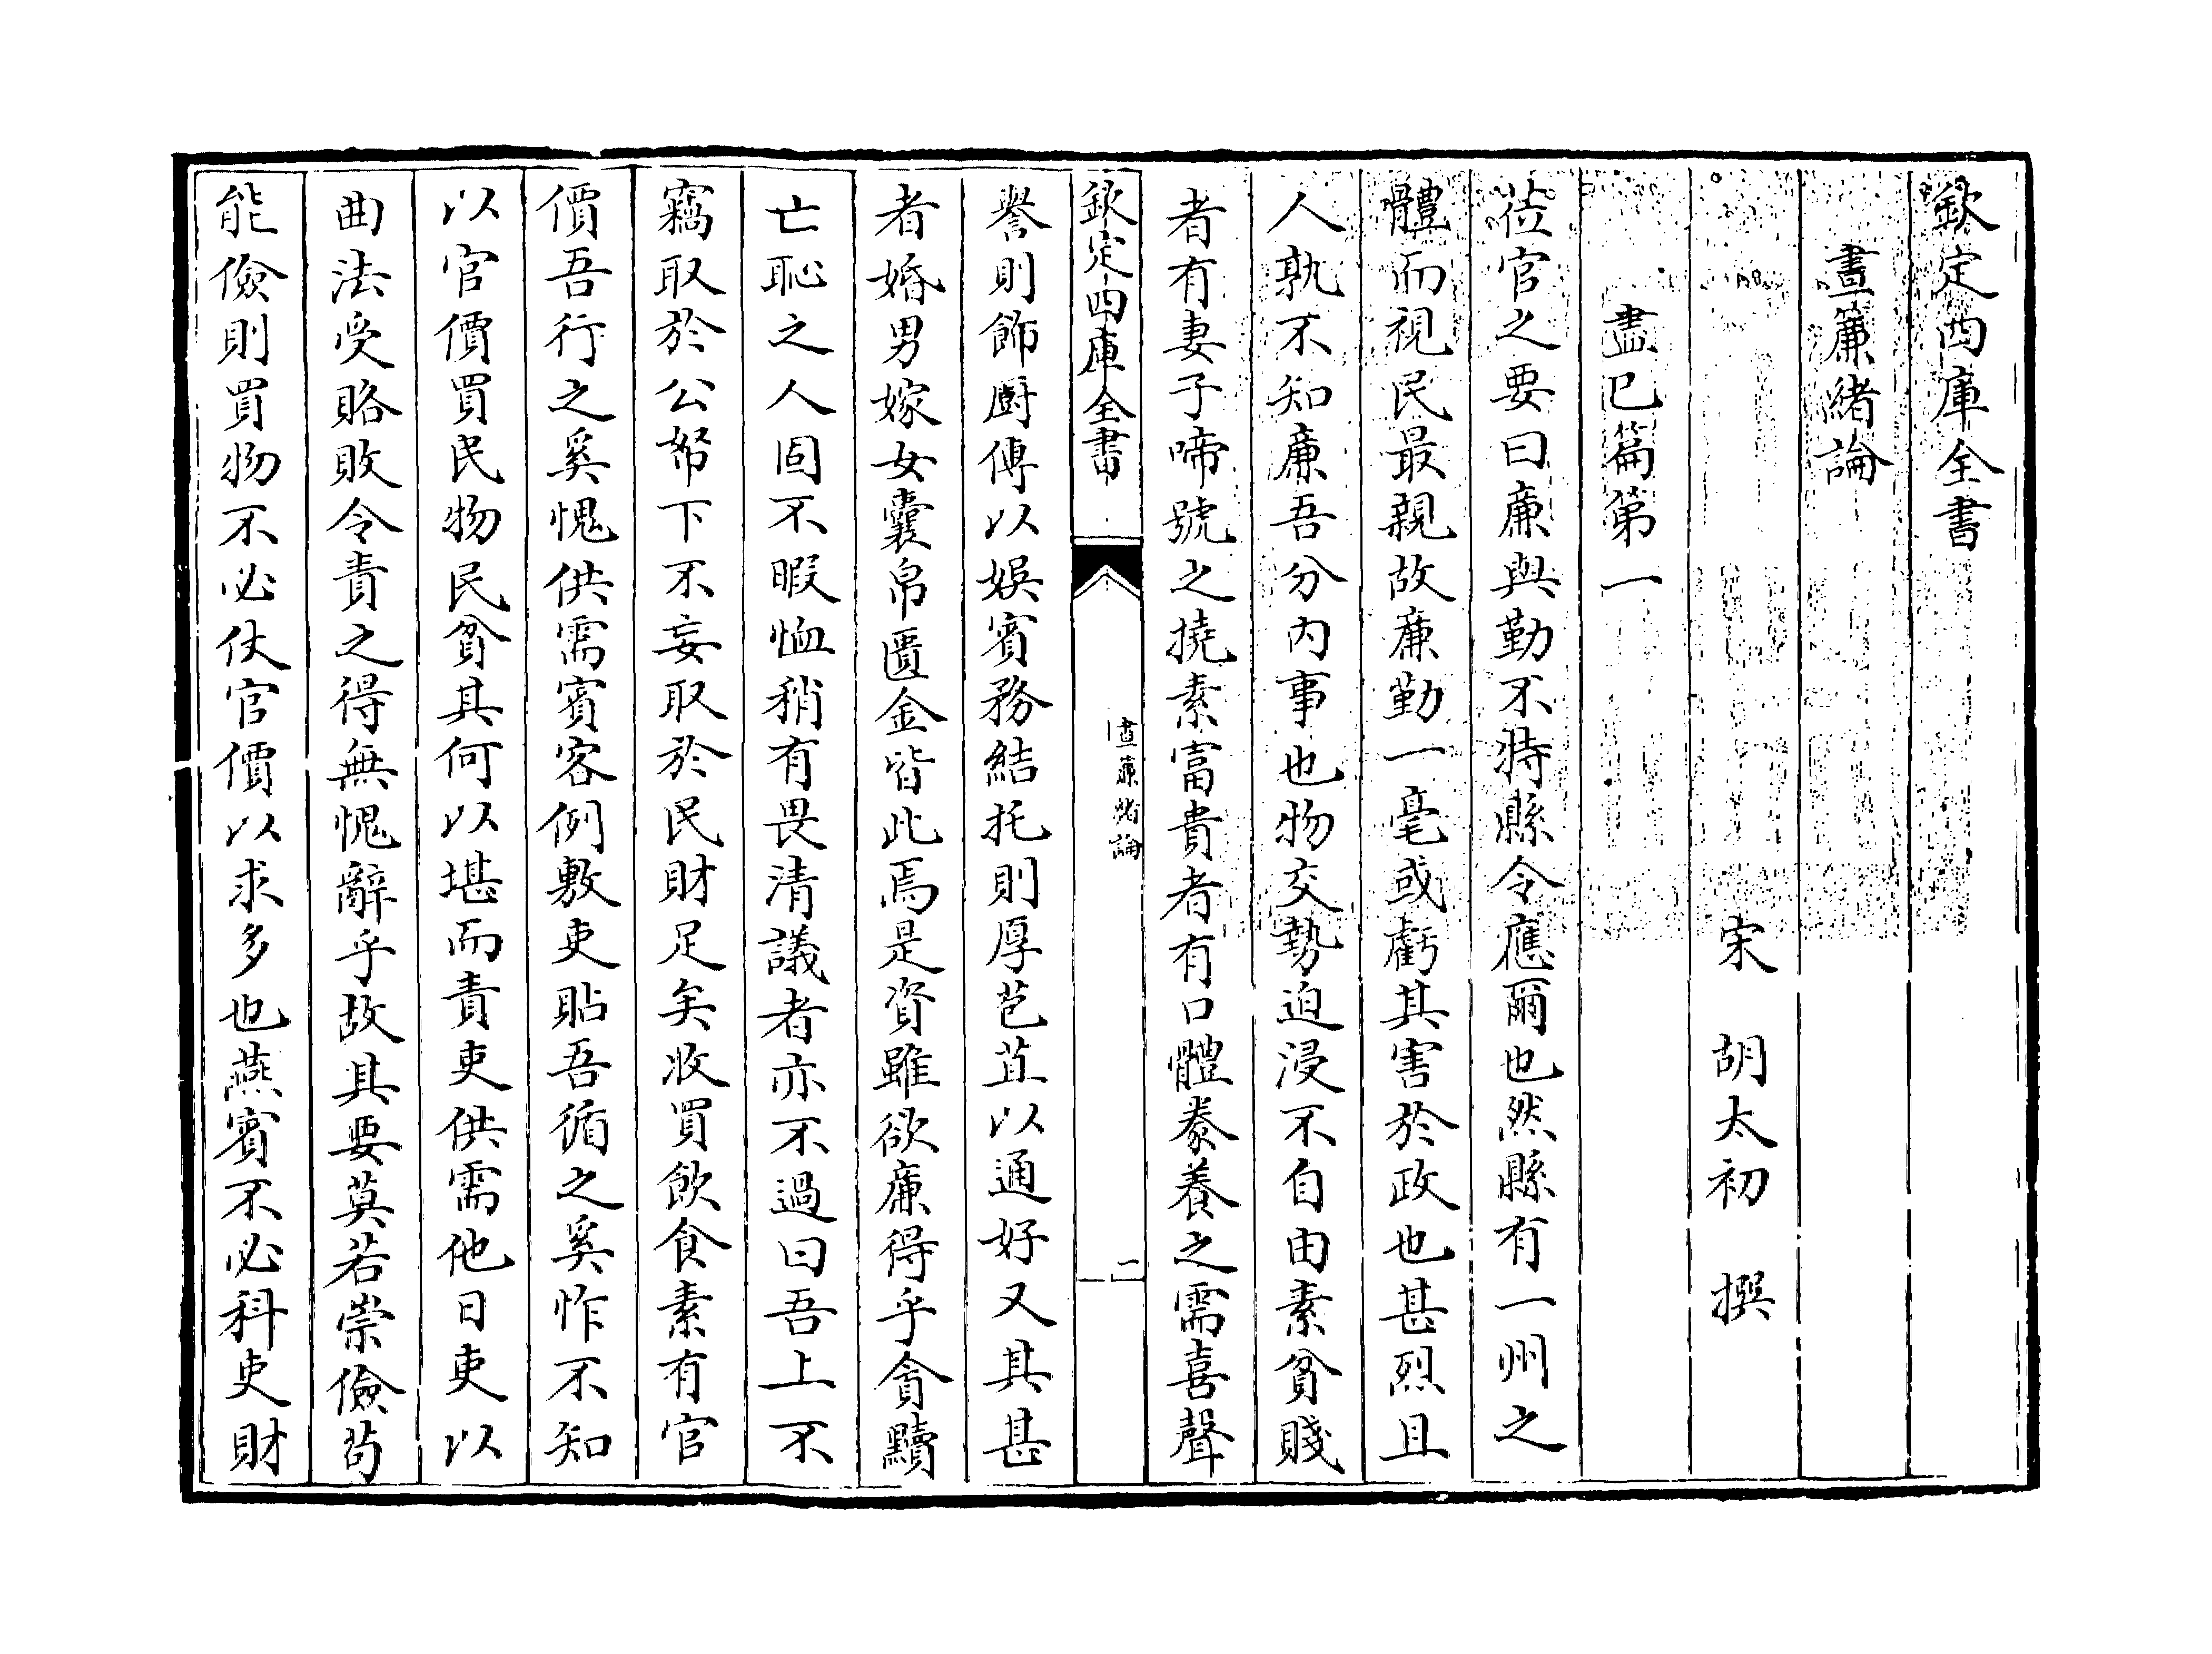 欽定四庫全書
晝簾緒論
宋 胡太初 撰
盡已篇第一
莅官之要曰亷與勤不特縣令應爾也然縣有一州之
體而視民最親故亷勤一毫或虧其害於政也甚烈且
人孰不知亷吾分内事也物交勢迫浸不自由素貧賤
者有妻子啼號之撓素富貴者有口體豢養之需喜聲
欽定四庫全書
晝簾緒論
二
譽則飾厨傳以娛賓務結托則厚苞苴以通好又其甚
者婚男嫁女囊帛匱金皆此焉是資雖欲亷得乎貪黷
亡恥之人固不暇恤稍有畏清議者亦不過曰吾上不
竊取於公帑下不妄取於民財足矣收買飲食素有官
價吾行之奚愧供需賓客例敷吏貼吾循之奚怍不知
以官價買民物民貧其何以堪而責吏供需他日吏以
曲法受賂敗令責之得無愧辭乎故其要莫若崇儉茍
能儉則買物不必仗官價以求多也燕賓不必科吏財